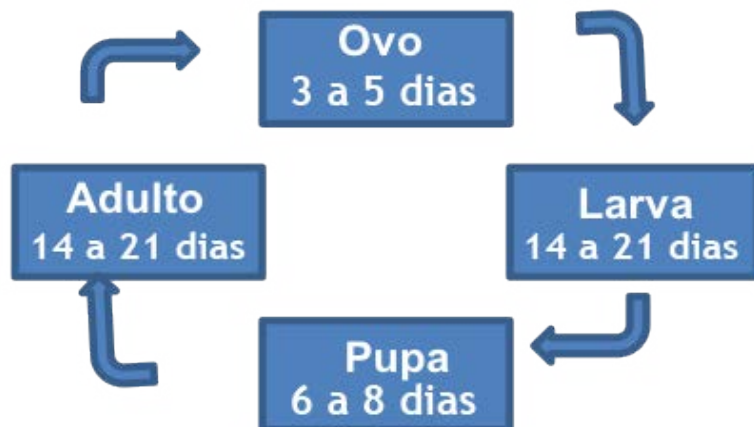 Ovo
3 a 5 dias
Adulto
14 a 21 dias
Larva
14 a 21 dias
Pupa
6 a 8 dias